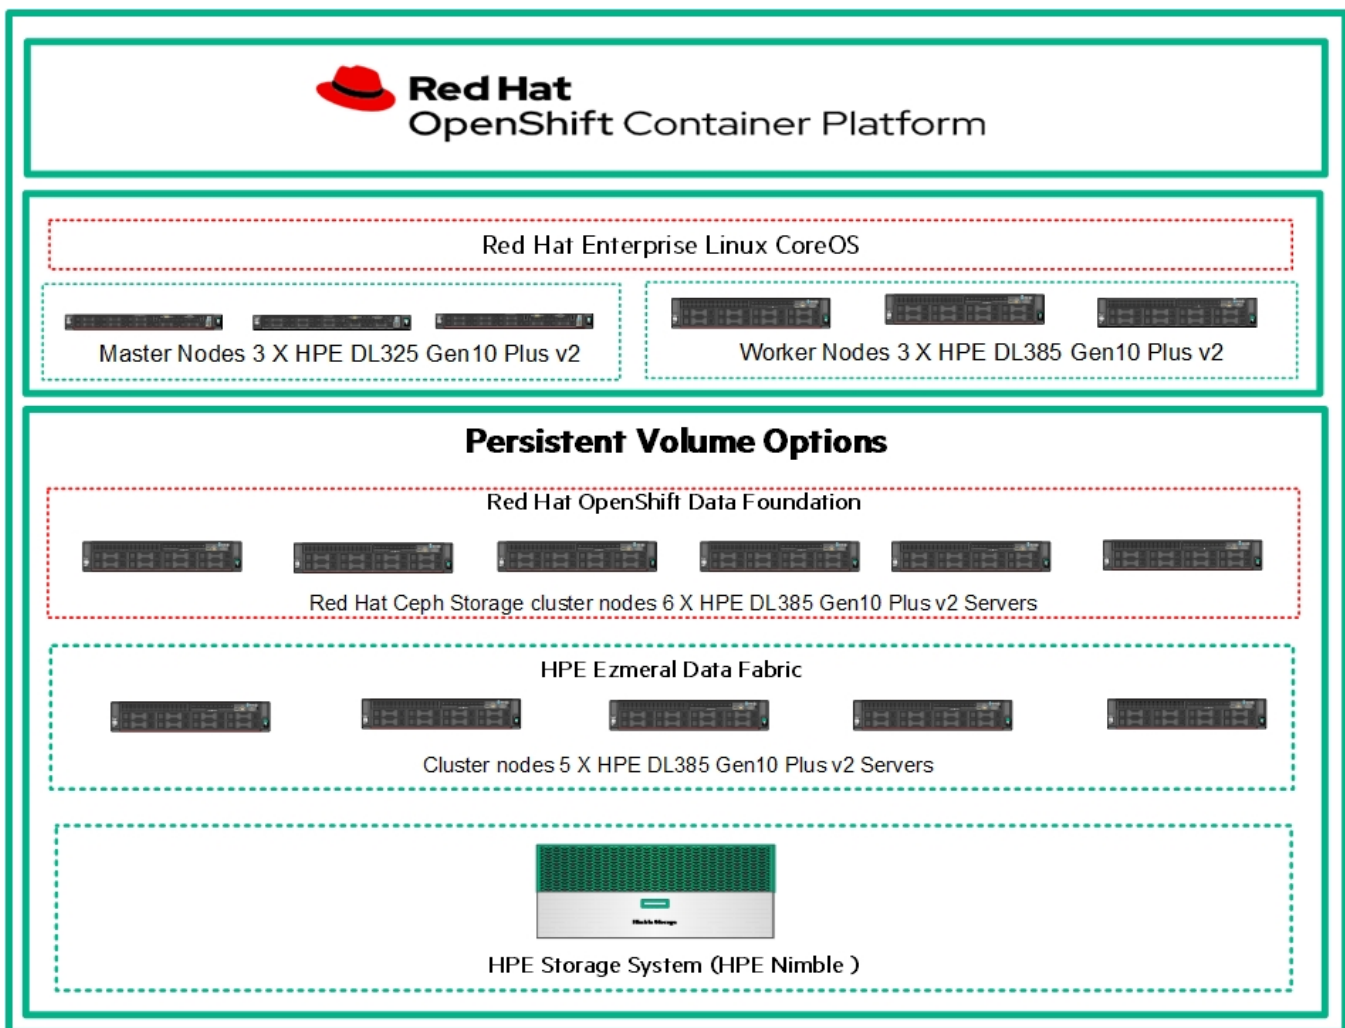 Red Hat
OpenShift Container Platform
Red Hat Enterprise Linux CoreOS
Master Nodes 3 X HPE DL325 Gen10 Plus v2
Worker Nodes 3 X HPE DL385 Gen10 Plus v2
Persistent Volume Options
Red Hat OpenShift Data Foundation
Red Hat Ceph Storage cluster nodes 6 X HPE DL385 Gen10 Plus v2 Servers
HPE Ezmeral Data Fabric
Cluster nodes 5 X HPE DL385 Gen10 Plus v2 Servers
Nimble Storage
HPE Storage System (HPE Nimble )